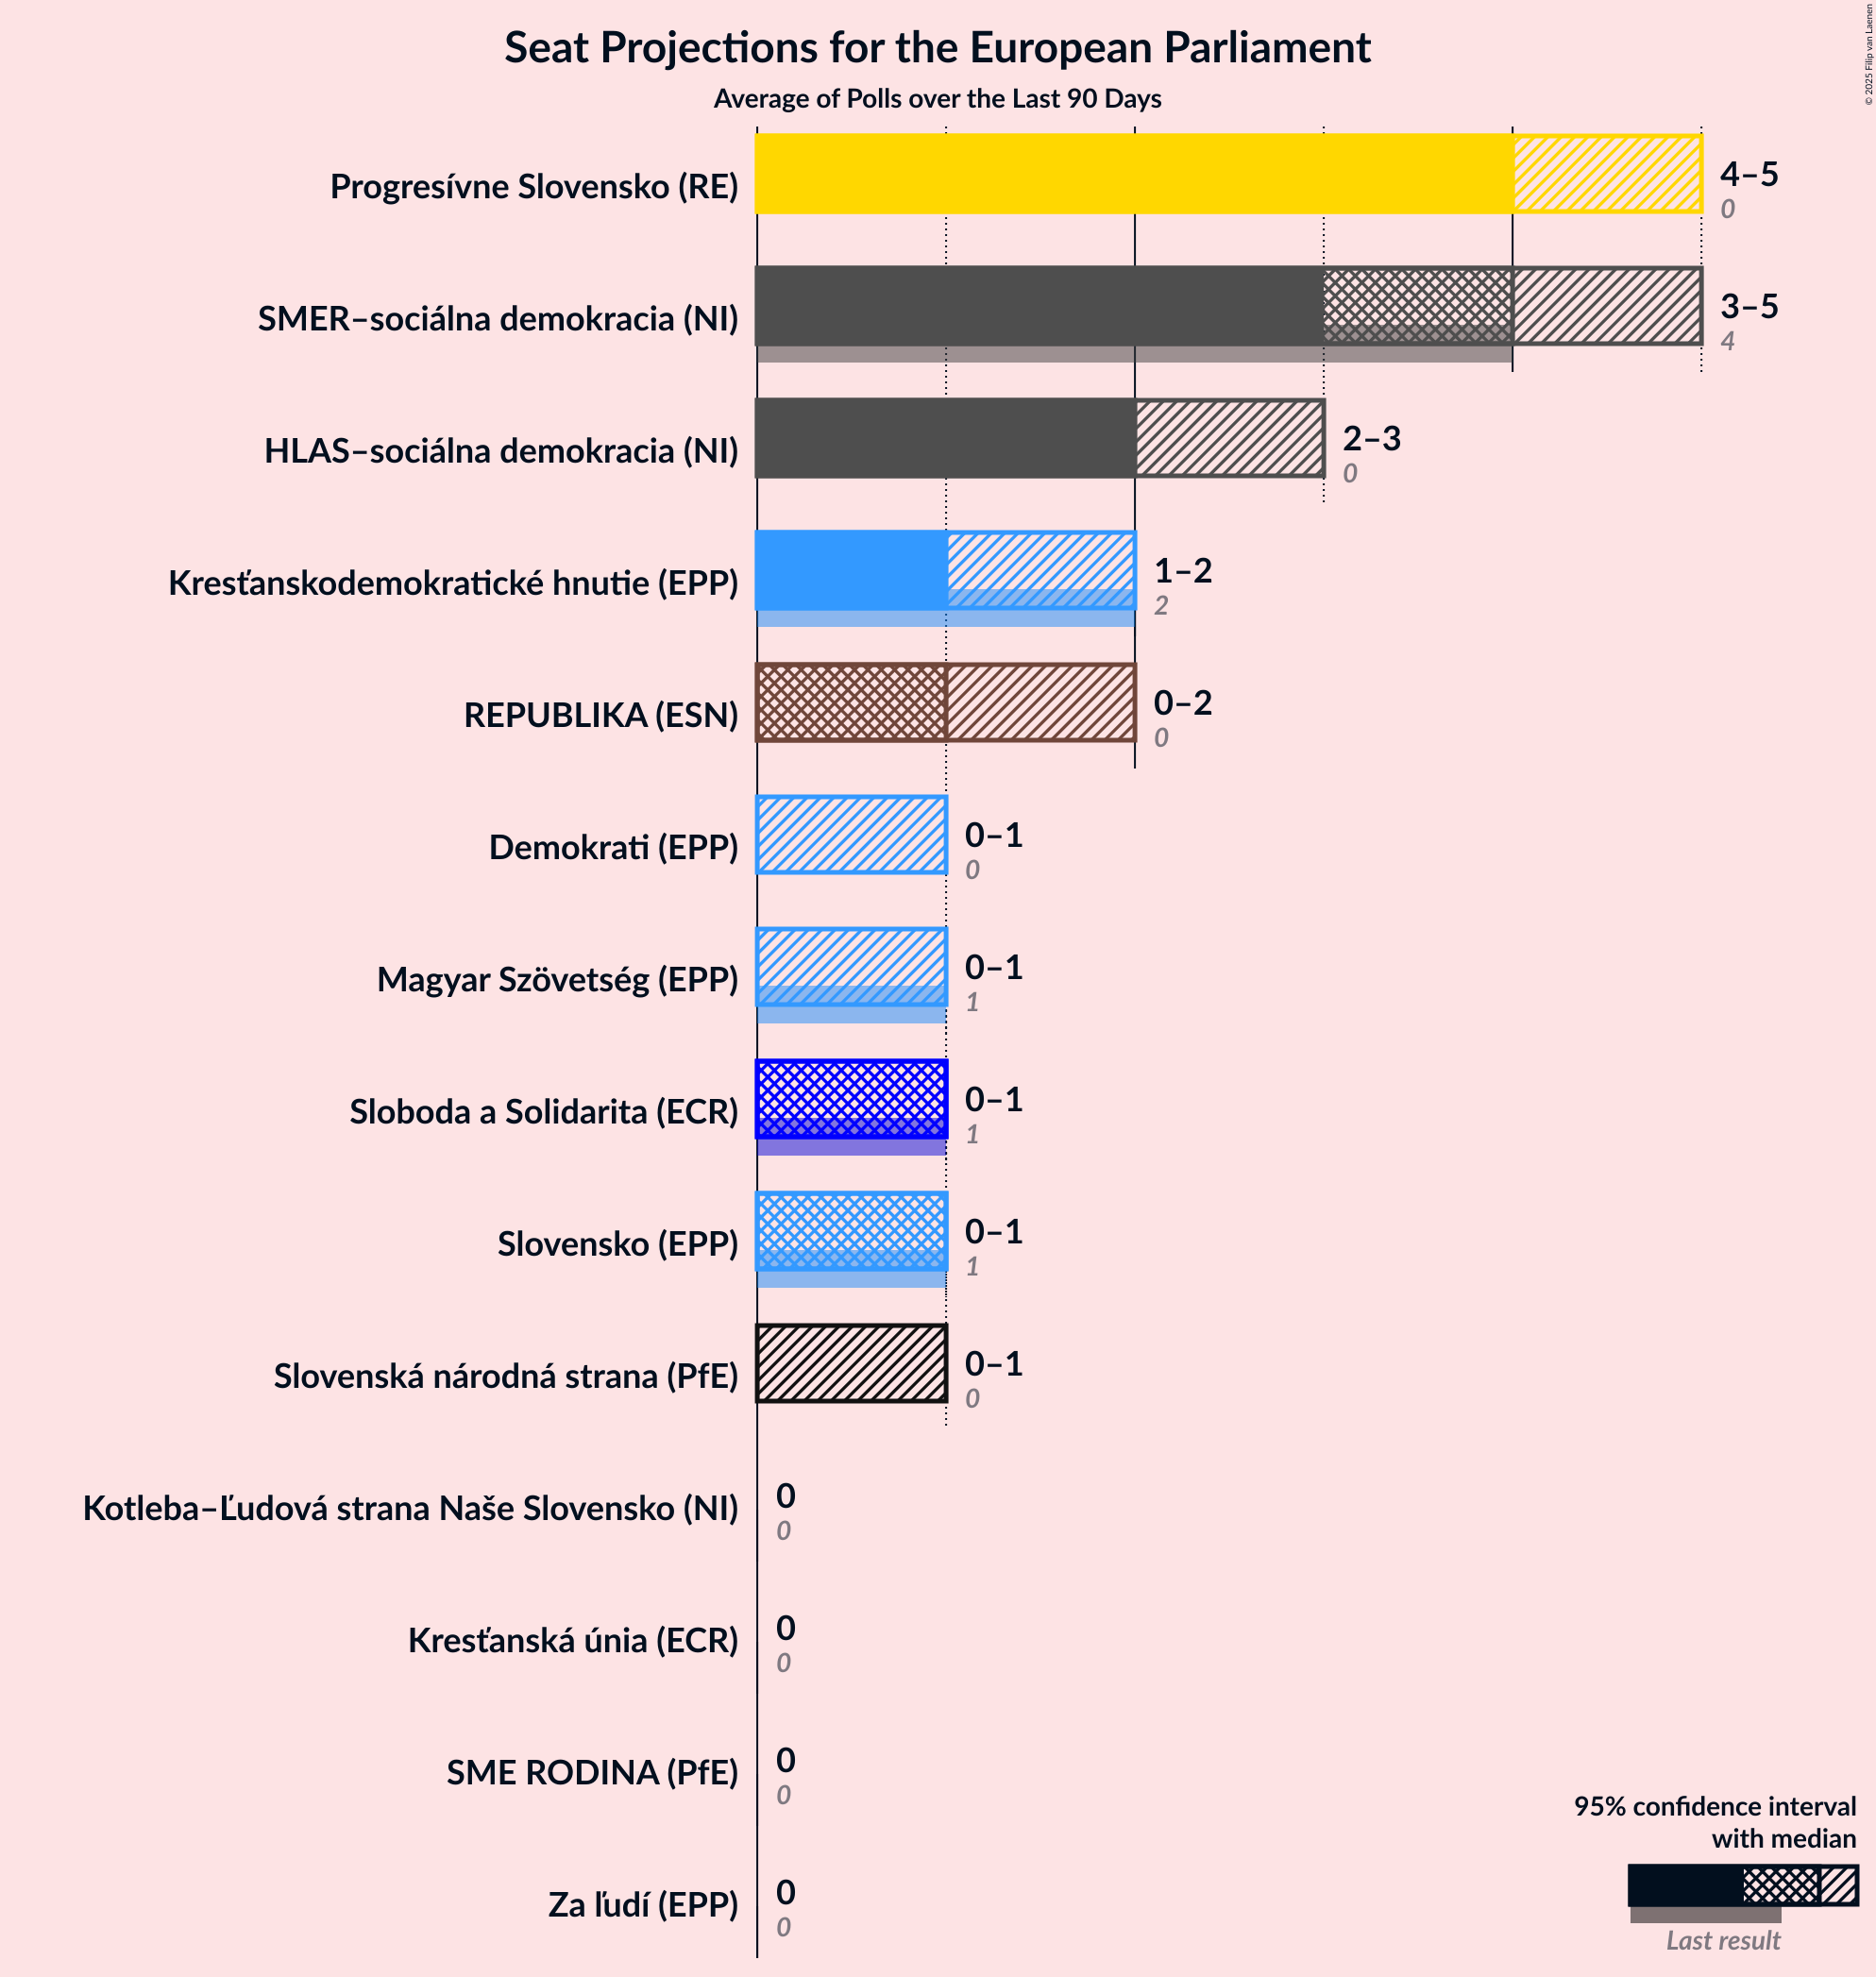 Seat Projections for the European Parliament
Average of Polls over the Last 90 Days
© 2025 Filip van Laenen
Progresívne Slovensko (RE)
4–5
0
SMER–sociálna demokracia (NI)
3–5
4
HLAS–sociálna demokracia (NI)
2–3
0
Kresťanskodemokratické hnutie (EPP)
1–2
2
REPUBLIKA (ESN)
0–2
0
Demokrati (EPP)
0–1
0
Magyar Szövetség (EPP)
0–1
1
Sloboda a Solidarita (ECR)
0–1
1
Slovensko (EPP)
0–1
1
Slovenská národná strana (PfE)
0–1
0
Kotleba–Ľudová strana Naše Slovensko (NI)
0
0
Kresťanská únia (ECR)
0
0
SME RODINA (PfE)
0
0
Za ľudí (EPP)
0
0
95% confidence interval
with median
Last result